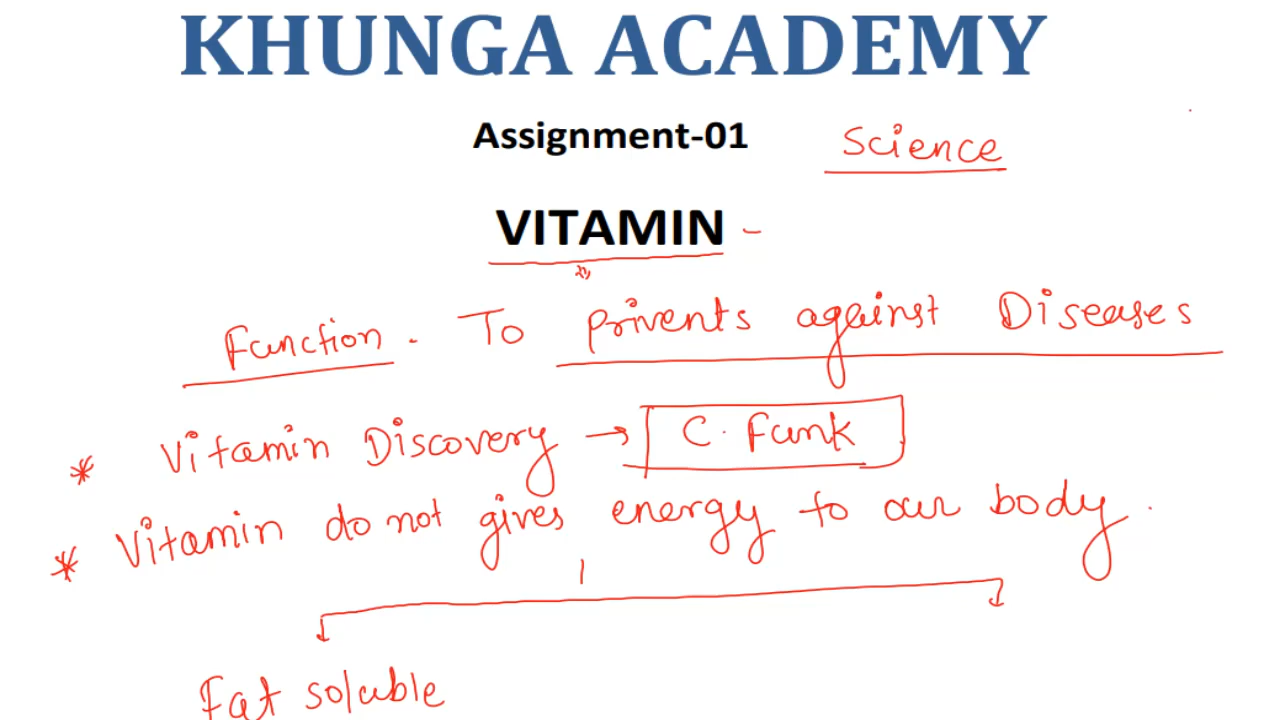 KHUNGA ACADEMY
Assignment-01 Science
VITAMIN -
Function. To Privents against Diseases
* Vitamin Discovery → C. Funk
* Vitamin do not gives energy to our body.
Fat soluble